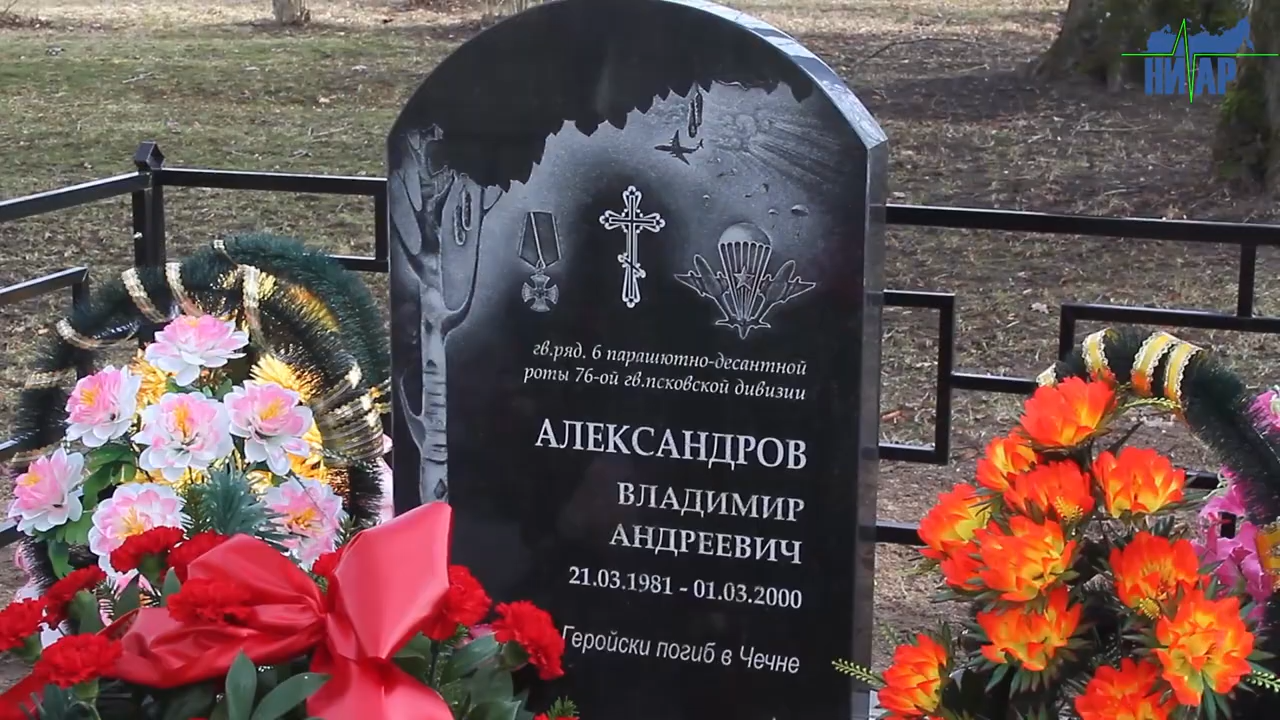 НИАР
гв.ряд. 6 парашютно-десантной
роты 76-ой гв.псковской дивизии
АЛЕКСАНДРОВ
ВЛАДИМИР
АНДРЕЕВИЧ
21.03.1981 - 01.03.2000
Геройски погиб в Чечне